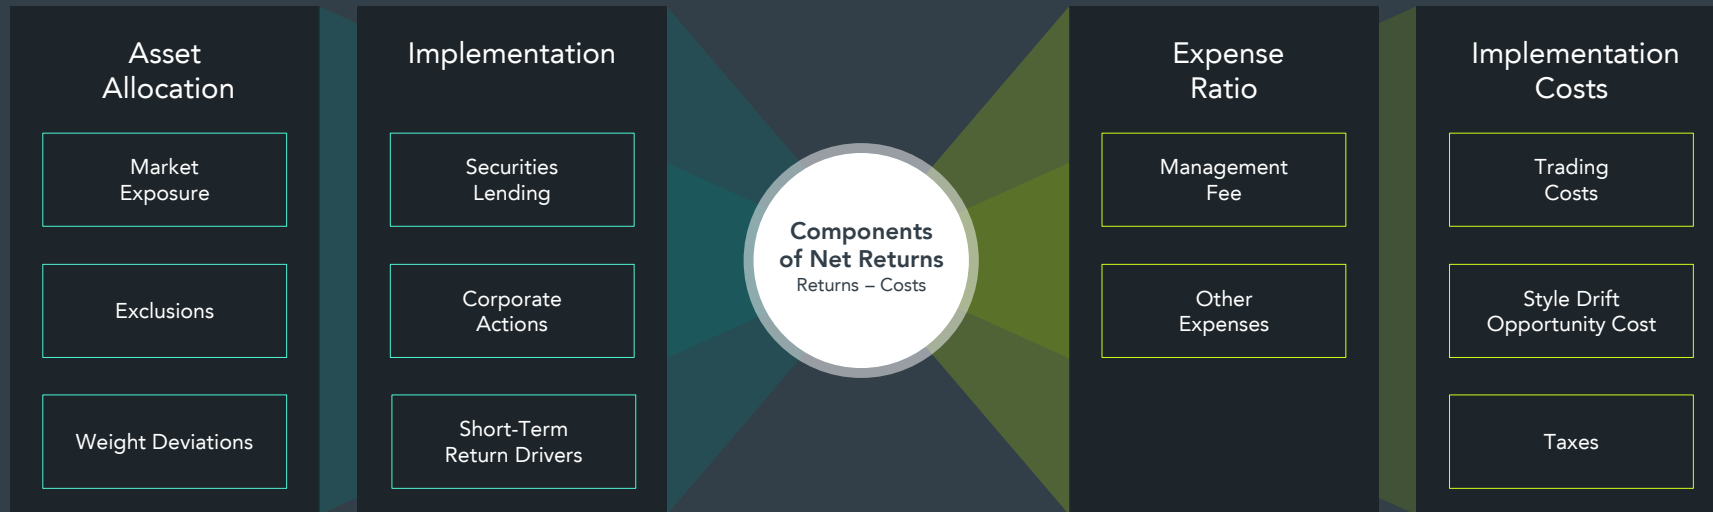 Asset
Allocation
Market
Exposure
Exclusions
Weight Deviations
Implementation
Securities
Lending
Corporate
Actions
Short-Term
Return Drivers
Components
of Net Returns
Returns – Costs
Expense
Ratio
Management
Fee
Other
Expenses
Implementation
Costs
Trading
Costs
Style Drift
Opportunity Cost
Taxes